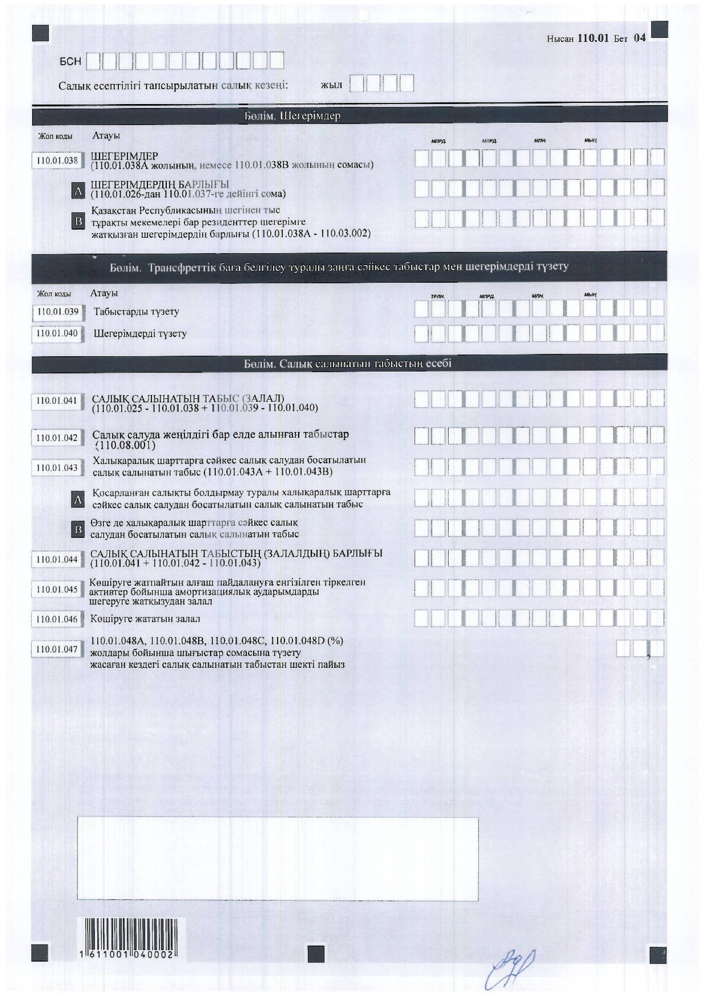 Нысан 110.01 Бет 04
БСН
Салық есептілігі тапсырылатын салық кезеңі: жыл
Бөлім. Шегерімдер
Жол коды Атауы МЛРД. МЛРД. МЛН. МЫҢ
110.01.038 ШЕГЕРІМДЕР
(110.01.038A жолының, немесе 110.01.038B жолының сомасы)
A ШЕГЕРІМДЕРДІҢ БАРЛЫҒЫ
(110.01.026-дан 110.01.037-ге дейінгі сома)
Қазақстан Республикасының шегінен тыс
B тұрақты мекемелері бар резиденттер шегерімге
жатқызған шегерімдердің барлығы (110.01.038A - 110.03.002)
Бөлім. Трансфреттік баға белгілеу туралы заңға сәйкес табыстар мен шегерімдерді түзету
Жол коды Атауы ТРЛН. МЛРД. МЛН. МЫҢ
110.01.039 Табыстарды түзету
110.01.040 Шегерімдерді түзету
Бөлім. Салық салынатын табыстың есебі
110.01.041 САЛЫҚ САЛЫНАТЫН ТАБЫС (ЗАЛАЛ)
(110.01.025 - 110.01.038 + 110.01.039 - 110.01.040)
110.01.042 Салық салуда жеңілдігі бар елде алынған табыстар
(110.08.001)
110.01.043 Халықаралық шарттарға сәйкес салық салудан босатылатын
салық салынатын табыс (110.01.043A + 110.01.043B)
A Қосарланған салықты болдырмау туралы халықаралық шарттарға
сәйкес салық салудан босатылатын салық салынатын табыс
B Өзге де халықаралық шарттарға сәйкес салық
салудан босатылатын салық салынатын табыс
110.01.044 САЛЫҚ САЛЫНАТЫН ТАБЫСТЫҢ (ЗАЛАЛДЫҢ) БАРЛЫҒЫ
(110.01.041 + 110.01.042 - 110.01.043)
Көшіруге жатпайтын алғаш пайдалануға енгізілген тіркелген
110.01.045 активтер бойынша амортизациялық аударымдарды
шегеруге жатқызудан залал
110.01.046 Көшіруге жататын залал
110.01.048A, 110.01.048B, 110.01.048C, 110.01.048D (%)
110.01.047 жолдары бойынша шығыстар сомасына түзету ,
жасаған кездегі салық салынатын табыстан шекті пайыз
1 611001 040002